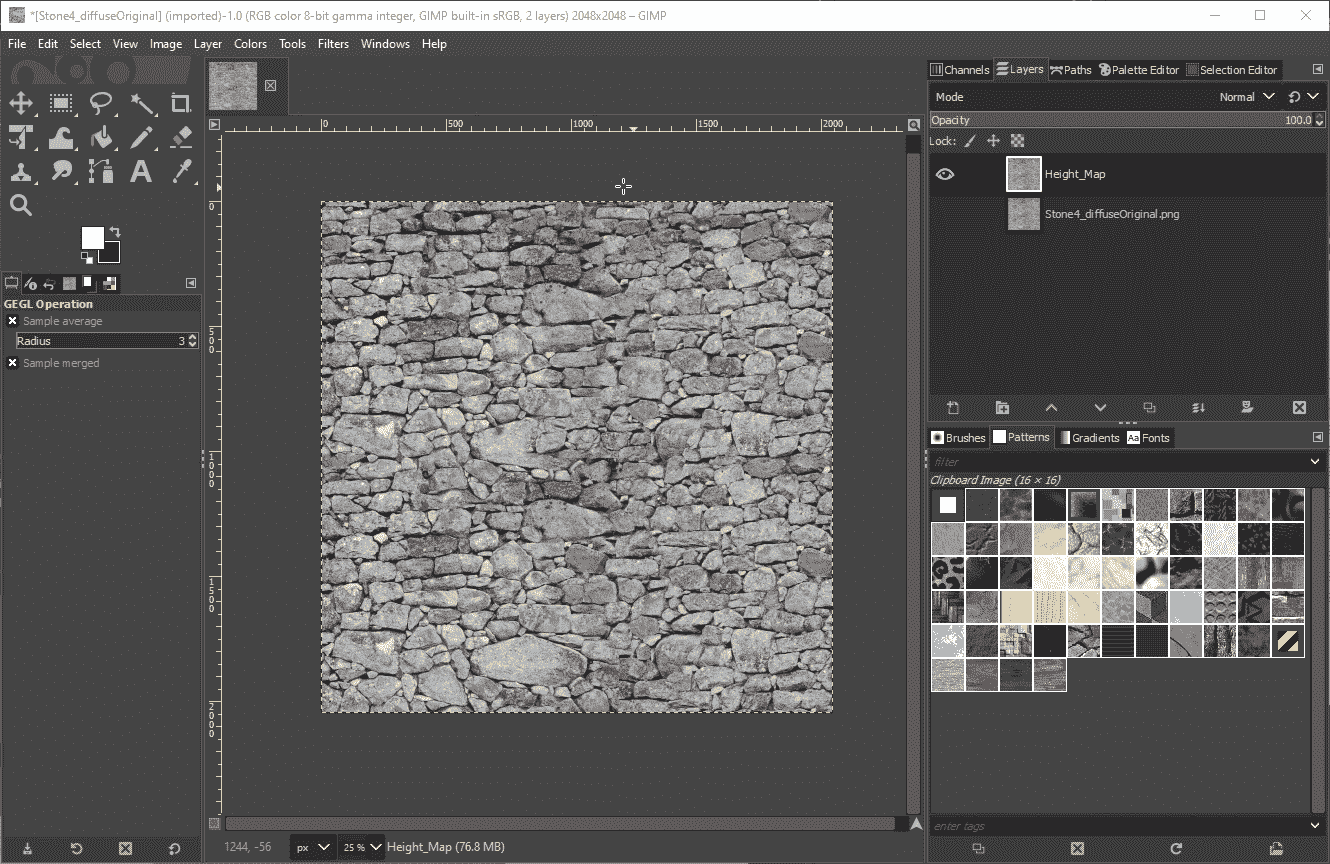 *[Stone4_diffuseOriginal] (imported)-1.0 (RGB color 8-bit gamma integer, GIMP built-in sRGB, 2 layers) 2048x2048 – GIMP
File Edit Select View Image Layer Colors Tools Filters Windows Help
Channels Layers Paths Palette Editor Selection Editor
Mode Normal
Opacity 100.0
Lock:
Height_Map
Stone4_diffuseOriginal.png
0 500 1000 1500 2000
0
500
1000
1500
2000
GEGL Operation
Sample average
Radius 3
Sample merged
Brushes Patterns Gradients Aa Fonts
filter
Clipboard Image (16 × 16)
enter tags
1244, -56 px 25 % Height_Map (76.8 MB)